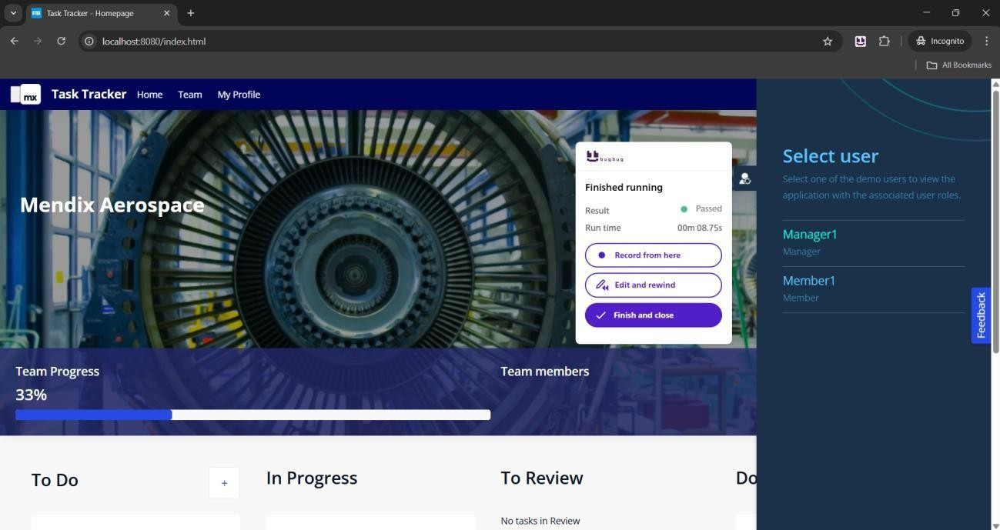 Task Tracker - Homepage
localhost:8080/index.html
Incognito
All Bookmarks
mx
Task Tracker
Home
Team
My Profile
Mendix Aerospace
bugbug
Finished running
Result
Passed
Run time
00m 08.75s
Record from here
Edit and rewind
Finish and close
Select user
Select one of the demo users to view the
application with the associated user roles.
Manager1
Manager
Member1
Member
Feedback
Team Progress
33%
Team members
To Do
+
In Progress
To Review
No tasks in Review
Do